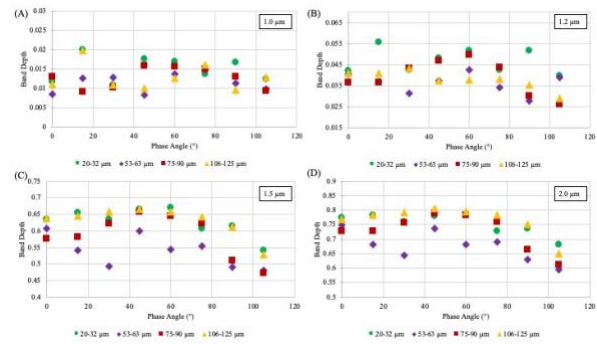 (A)
1.0 µm
0.03
0.025
0.02
0.015
0.01
0.005
0
Band Depth
0 20 40 60 80 100 120
Phase Angle (°)
20-32 µm 53-63 µm 75-90 µm 106-125 µm
(B)
1.2 µm
0.065
0.055
0.045
0.035
0.025
0.015
Band Depth
0 20 40 60 80 100 120
Phase Angle (°)
20-32 µm 53-63 µm 75-90 µm 106-125 µm
(C)
1.5 µm
0.75
0.7
0.65
0.6
0.55
0.5
0.45
0.4
Band Depth
0 20 40 60 80 100 120
Phase Angle (°)
20-32 µm 53-63 µm 75-90 µm 106-125 µm
(D)
2.0 µm
0.9
0.85
0.8
0.75
0.7
0.65
0.6
0.55
0.5
Band Depth
0 20 40 60 80 100 120
Phase Angle (°)
20-32 µm 53-63 µm 75-90 µm 106-125 µm